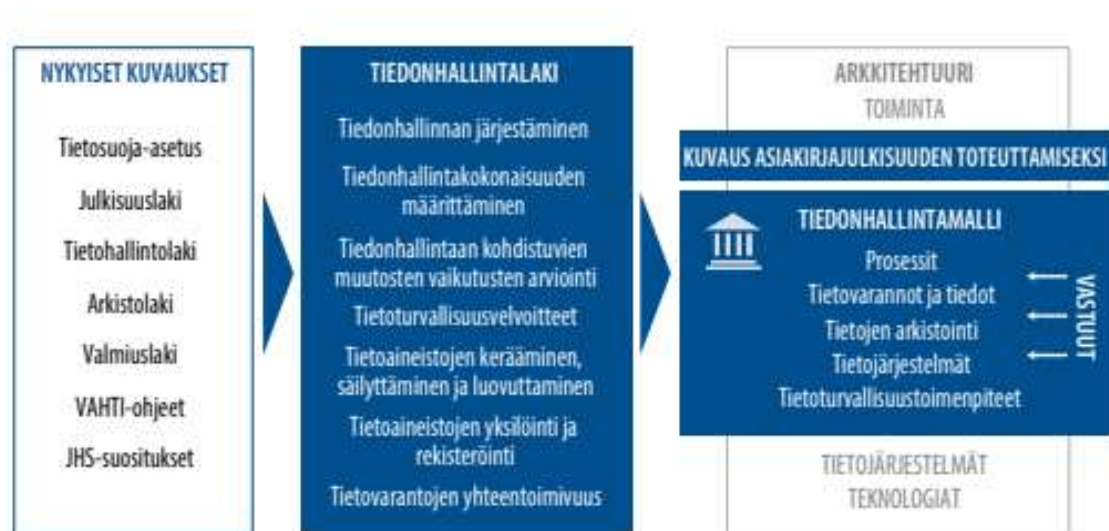 NYKYISET KUVAUKSET
Tietosuoja-asetus
Julkisuuslaki
Tietohallintolaki
Arkistolaki
Valmiuslaki
VAHTI-ohjeet
JHS-suositukset
TIEDONHALLINTALAKI
Tiedonhallinnan järjestäminen
Tiedonhallintakokonaisuuden
määrittäminen
Tiedonhallintaan kohdistuvien
muutosten vaikutusten arviointi
Tietoturvallisuusvelvoitteet
Tietoaineistojen kerääminen,
säilyttäminen ja luovuttaminen
Tietoaineistojen yksilöinti ja
rekisteröinti
Tietovarantojen yhteentoimivuus
ARKKITEHTUURI
TOIMINTA
KUVAUS ASIAKIRJAJULKISUUDEN TOTEUTTAMISEKSI
TIEDONHALLINTAMALLI
Prosessit
Tietovarannot ja tiedot
Tietojen arkistointi
Tietojärjestelmät
Tietoturvallisuustoimenpiteet
VASTUUT
TIETOJÄRJESTELMÄT
TEKNOLOGIAT